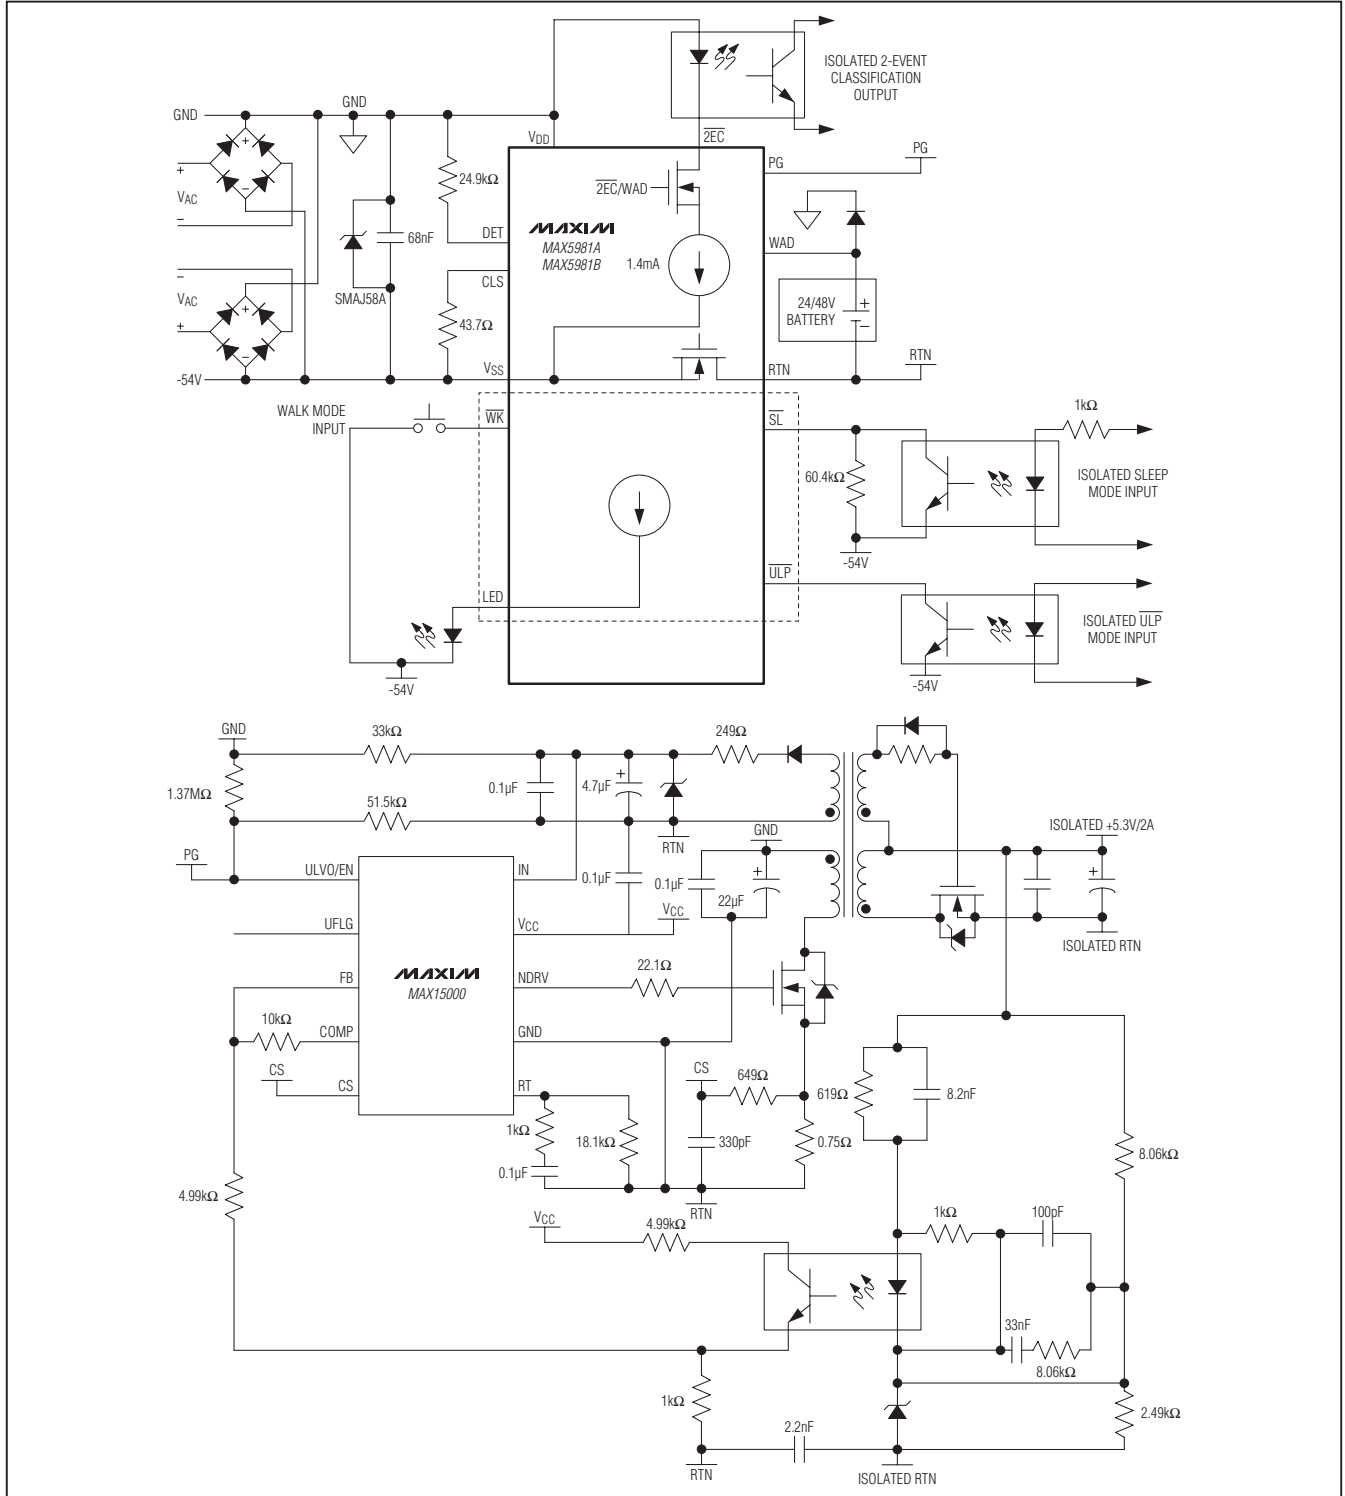 ISOLATED 2-EVENT
CLASSIFICATION
OUTPUT
GND
GND
VDD
2EC
PG
PG
+
24.9kΩ
2EC/WAD
VAC
–
+
–
DET
MAXIM
MAX5981A
MAX5981B
68nF
WAD
1.4mA
–
VAC
+
+
–
SMAJ58A
CLS
24/48V
BATTERY
+
–
43.7Ω
-54V
VSS
RTN
RTN
WALK MODE
INPUT
WK
SL
1kΩ
60.4kΩ
ISOLATED SLEEP
MODE INPUT
-54V
ULP
LED
ISOLATED ULP
MODE INPUT
-54V
-54V
GND
33kΩ
249Ω
1.37MΩ
0.1µF
+
4.7µF
51.5kΩ
RTN
GND
ISOLATED +5.3V/2A
PG
ULVO/EN
IN
0.1µF
0.1µF
+
22µF
+
VCC
UFLG
VCC
ISOLATED RTN
MAXIM
MAX15000
FB
NDRV
22.1Ω
10kΩ
COMP
GND
CS
CS
RT
CS
649Ω
619Ω
8.2nF
1kΩ
18.1kΩ
330pF
0.75Ω
8.06kΩ
0.1µF
4.99kΩ
RTN
VCC
4.99kΩ
1kΩ
100pF
33nF
8.06kΩ
1kΩ
2.49kΩ
2.2nF
RTN
ISOLATED RTN